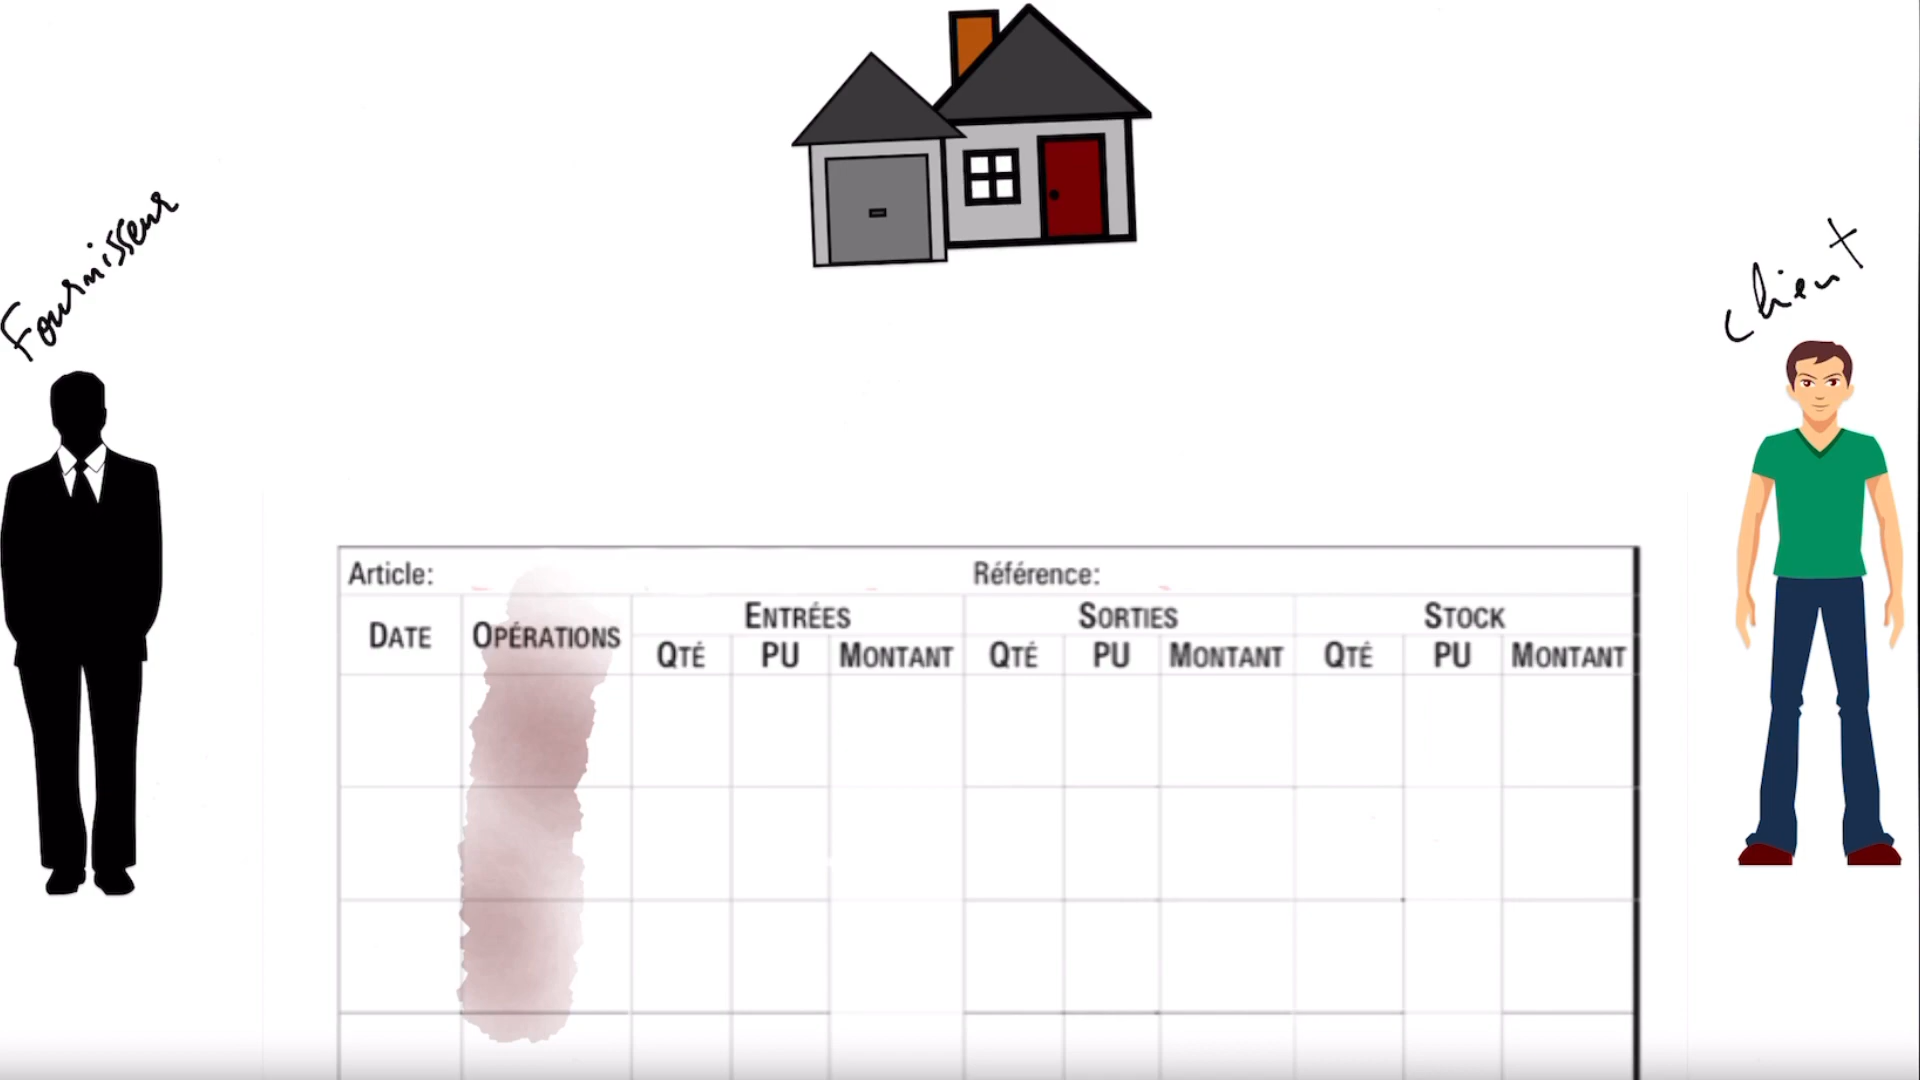 Fournisseur
Client
Article: Référence:
DATE OPÉRATIONS ENTRÉES SORTIES STOCK
QTÉ PU MONTANT QTÉ PU MONTANT QTÉ PU MONTANT